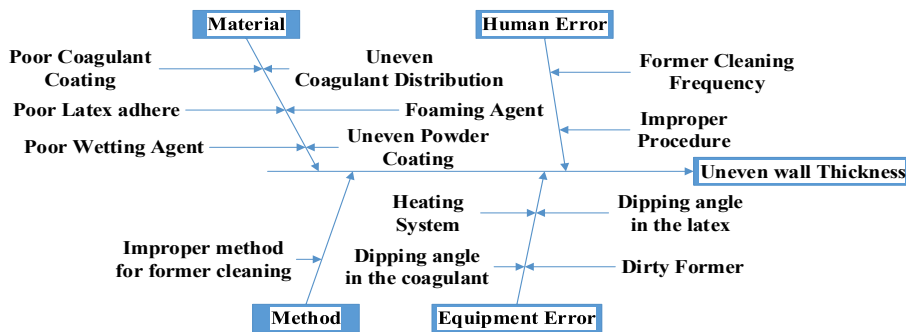 Material
Human Error
Poor Coagulant
Coating
Uneven
Coagulant Distribution
Former Cleaning
Frequency
Poor Latex adhere
Foaming Agent
Improper
Procedure
Poor Wetting Agent
Uneven Powder
Coating
Uneven wall Thickness
Heating
System
Dipping angle
in the latex
Improper method
for former cleaning
Dipping angle
in the coagulant
Dirty Former
Method
Equipment Error